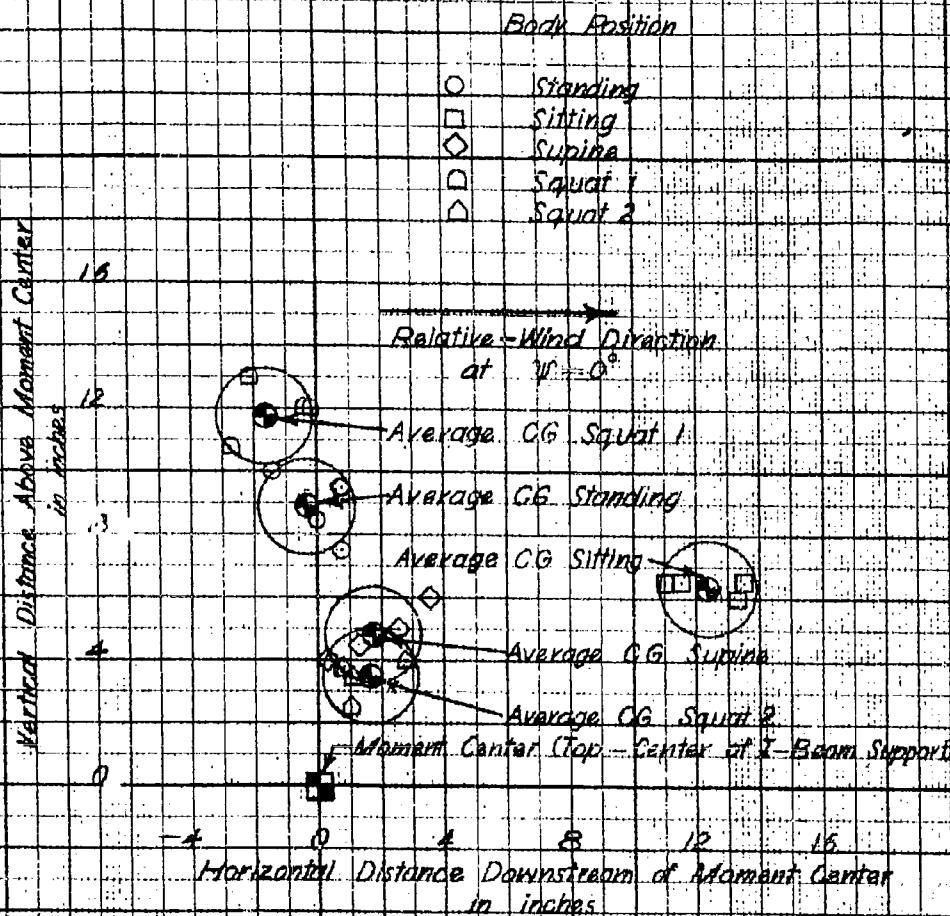 Body Position
Standing
Sitting
Supine
Squat 1
Squat 2
Vertical Distance Above Moment Center
in inches
16
12
8
4
0
Relative-Wind Direction
at ψ = 0°
Average CG Squat 1
Average CG Standing
Average CG Sitting
Average CG Supine
Average CG Squat 2
Moment Center (Top-Center of I-Beam Support
-4 0 4 8 12 16
Horizontal Distance Downstream of Moment Center
in inches